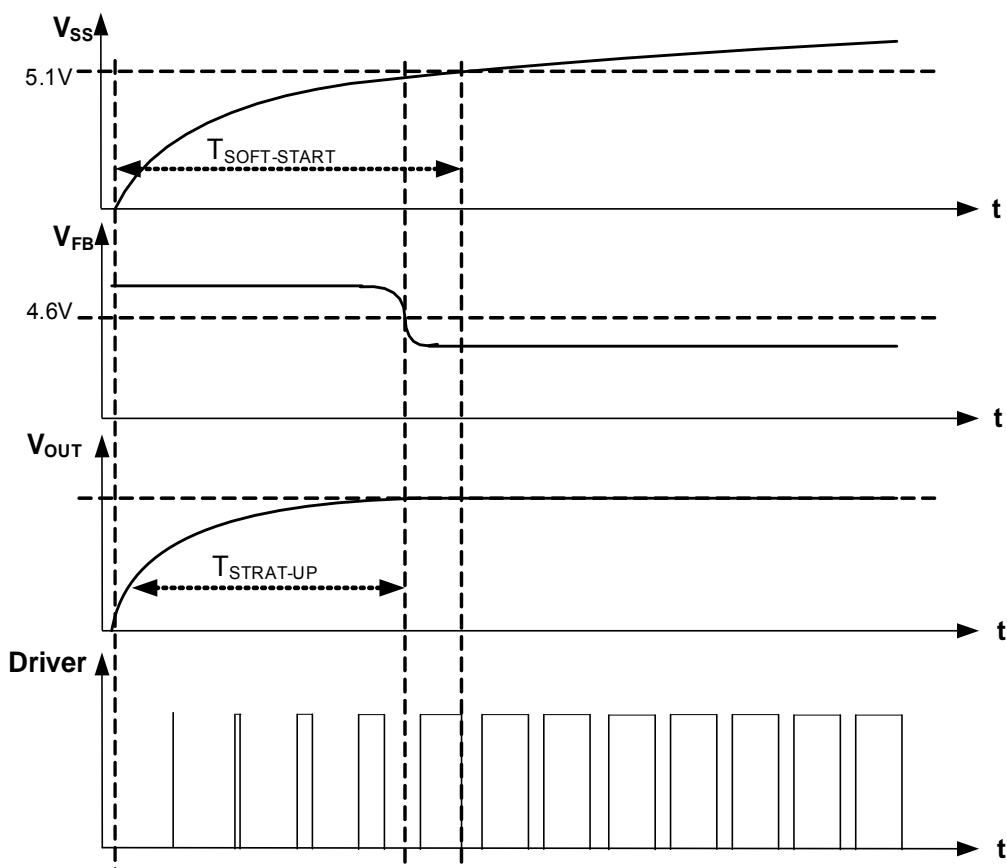 VSS
5.1V
TSOFT-START
t
VFB
4.6V
t
VOUT
TSTRAT-UP
t
Driver
t